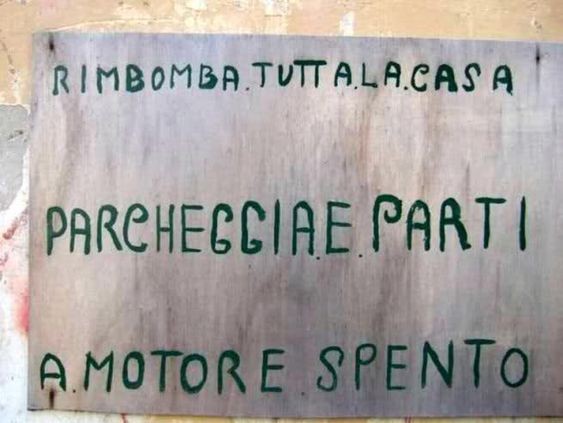 RIMBOMBA.TUTTA.LA.CASA
PARCHEGGIA.E.PARTI
A.MOTORE SPENTO